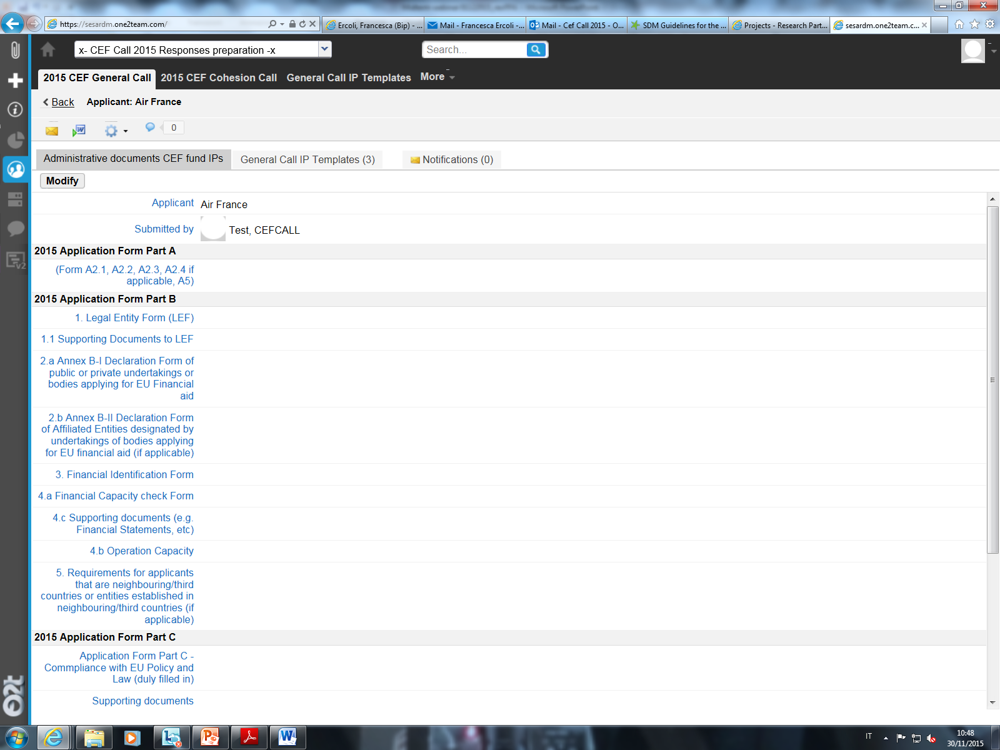 https://sesardm.one2team.com/
Ercoli, Francesca (Bip) - ...
Mail - Francesca Ercoli -...
Mail - Cef Call 2015 - O...
SDM Guidelines for the ...
Projects - Research Part...
sesardm.one2team.c...
x- CEF Call 2015 Responses preparation -x
Search...
2015 CEF General Call
2015 CEF Cohesion Call
General Call IP Templates
More
Back
Applicant: Air France
0
Administrative documents CEF fund IPs
General Call IP Templates (3)
Notifications (0)
Modify
Applicant
Air France
Submitted by
Test, CEFCALL
2015 Application Form Part A
(Form A2.1, A2.2, A2.3, A2.4 if
applicable, A5)
2015 Application Form Part B
1. Legal Entity Form (LEF)
1.1 Supporting Documents to LEF
2.a Annex B-I Declaration Form of
public or private undertakings or
bodies applying for EU Financial
aid
2.b Annex B-II Declaration Form
of Affiliated Entities designated by
undertakings of bodies applying
for EU financial aid (if applicable)
3. Financial Identification Form
4.a Financial Capacity check Form
4.c Supporting documents (e.g.
Financial Statements, etc)
4.b Operation Capacity
5. Requirements for applicants
that are neighbouring/third
countries or entities established in
neighbouring/third countries (if
applicable)
2015 Application Form Part C
Application Form Part C -
Commpliance with EU Policy and
Law (duly filled in)
Supporting documents
v2
o2t
IT
10:48
30/11/2015